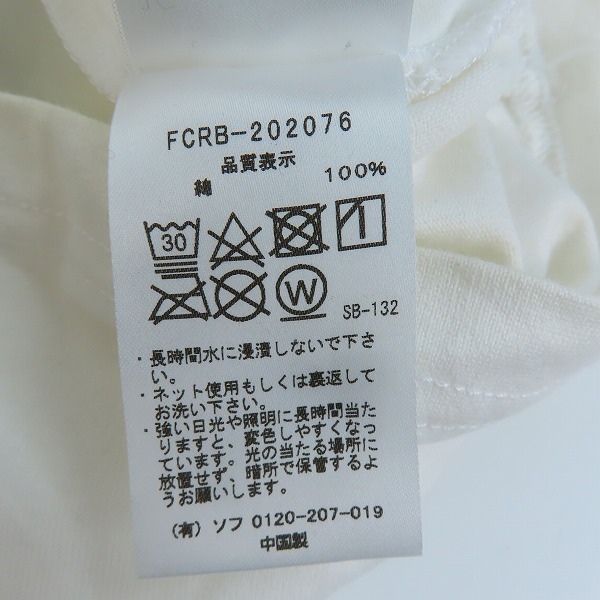 FCRB-202076
品質表示
綿 100%
30
W
SB-132
・長時間水に浸漬しないで下さ
い。
・ネット使用もしくは裏返して
お洗い下さい。
・強い日光や照明に長時間当た
りますと、変色しやすくなっ
ています。光の当たる場所に
放置せず、暗所で保管するよ
うお願いします。
(有) ソフ 0120-207-019
中国製